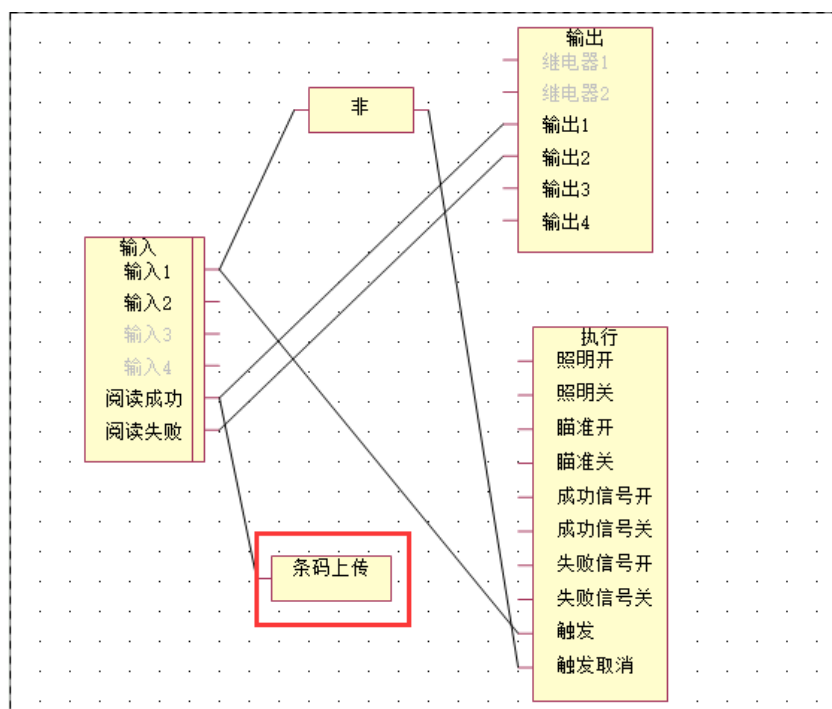 非
输出
继电器1
继电器2
输出1
输出2
输出3
输出4
输入
输入1
输入2
输入3
输入4
阅读成功
阅读失败
条码上传
执行
照明开
照明关
瞄准开
瞄准关
成功信号开
成功信号关
失败信号开
失败信号关
触发
触发取消